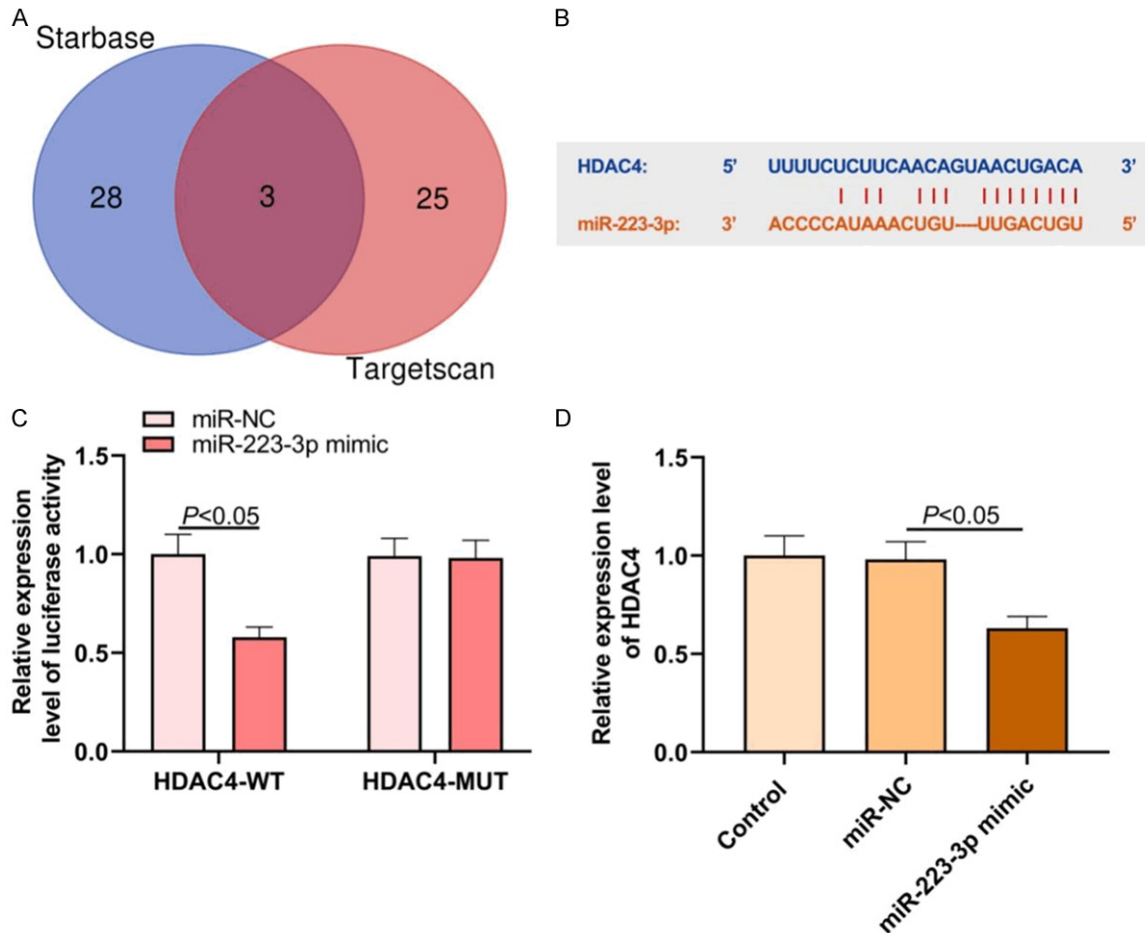 A
Starbase
28
3
25
Targetscan
B
HDAC4: 5’ UUUUCUCUUCAACAGUAACUGACA 3’
miR-223-3p: 3’ ACCCCAUAAACUGU----UUGACUGU 5’
C
miR-NC
miR-223-3p mimic
Relative expression
level of luciferase activity
1.5
1.0
0.5
0.0
P<0.05
HDAC4-WT
HDAC4-MUT
D
Relative expression level
of HDAC4
1.5
1.0
0.5
0.0
P<0.05
Control
miR-NC
miR-223-3p mimic